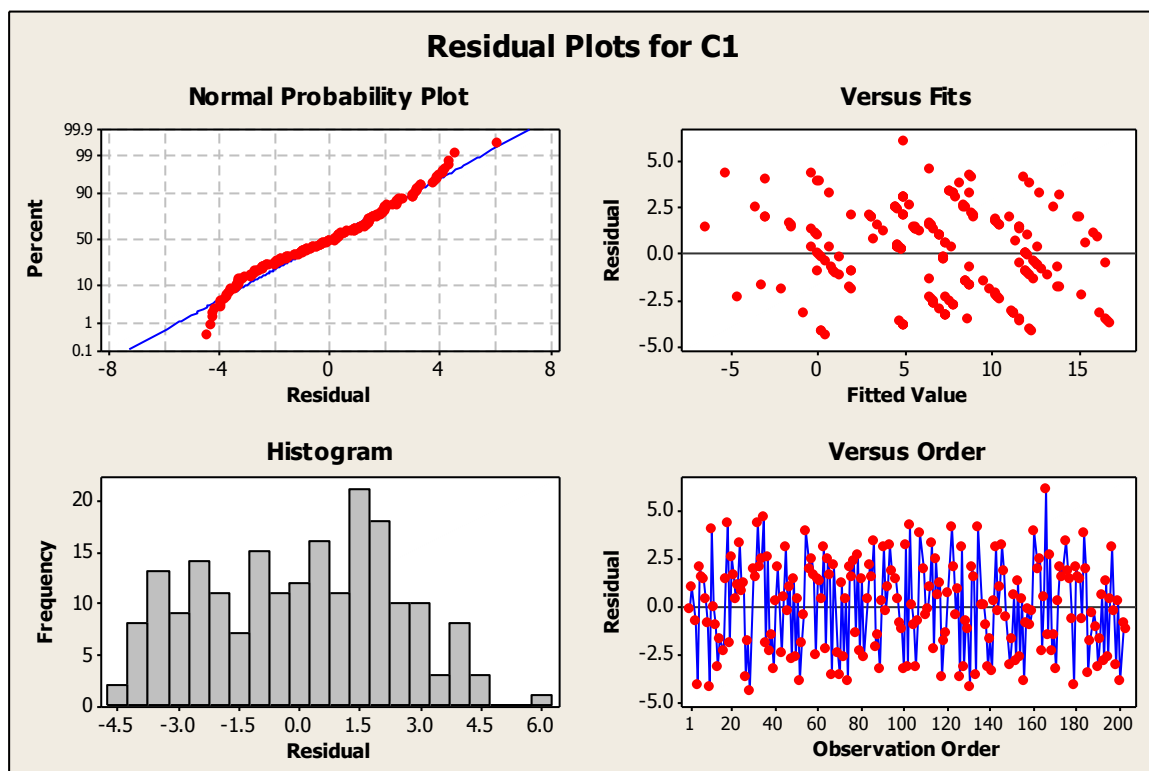 Residual Plots for C1
Normal Probability Plot
Percent
99.9
99
90
50
10
1
0.1
-8 -4 0 4 8
Residual
Versus Fits
Residual
5.0
2.5
0.0
-2.5
-5.0
-5 0 5 10 15
Fitted Value
Histogram
Frequency
20
15
10
5
0
-4.5 -3.0 -1.5 0.0 1.5 3.0 4.5 6.0
Residual
Versus Order
Residual
5.0
2.5
0.0
-2.5
-5.0
1 20 40 60 80 100 120 140 160 180 200
Observation Order